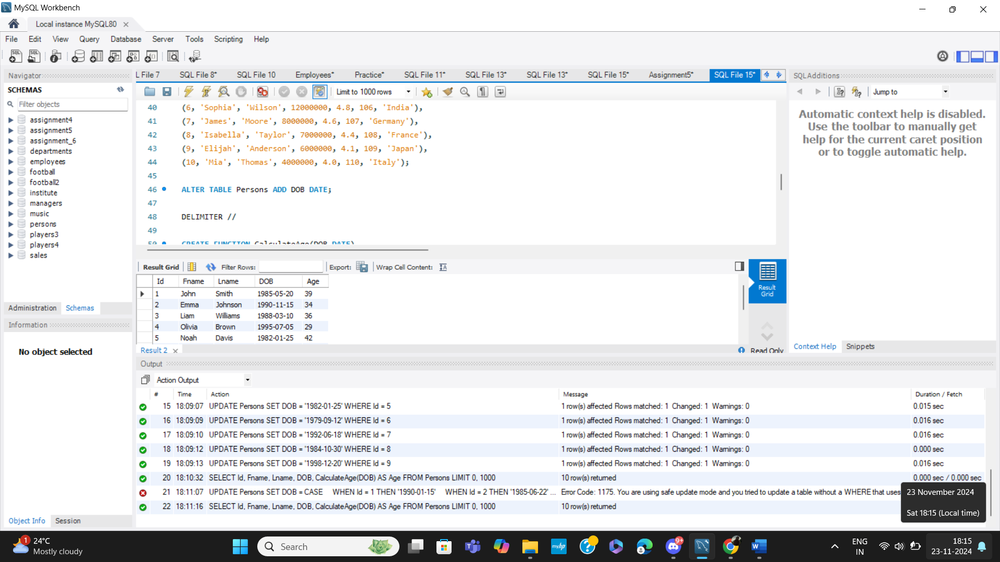 MySQL Workbench
Local instance MySQL80
File Edit View Query Database Server Tools Scripting Help
Navigator
SCHEMAS
Filter objects
assignment4
assignment5
assignment_6
departments
employees
football
football2
institute
managers
music
persons
players3
players4
sales
Administration Schemas
Information
No object selected
Object Info Session
L File 7 SQL File 8* SQL File 10 Employees* Practice* SQL File 11* SQL File 13* SQL File 13* SQL File 15* Assignment5* SQL File 15*
Limit to 1000 rows
40 (6, 'Sophia', 'Wilson', 12000000, 4.8, 106, 'India'),
41 (7, 'James', 'Moore', 8000000, 4.6, 107, 'Germany'),
42 (8, 'Isabella', 'Taylor', 7000000, 4.4, 108, 'France'),
43 (9, 'Elijah', 'Anderson', 6000000, 4.1, 109, 'Japan'),
44 (10, 'Mia', 'Thomas', 4000000, 4.0, 110, 'Italy');
45
46 ALTER TABLE Persons ADD DOB DATE;
47
48 DELIMITER //
49
50 CREATE FUNCTION CalculateAge(DOB DATE)
Result Grid Filter Rows: Export: Wrap Cell Content:
Id Fname Lname DOB Age
1 John Smith 1985-05-20 39
2 Emma Johnson 1990-11-15 34
3 Liam Williams 1988-03-10 36
4 Olivia Brown 1995-07-05 29
5 Noah Davis 1982-01-25 42
Result Grid
Result 2
Read Only
SQLAdditions
Jump to
Automatic context help is disabled.
Use the toolbar to manually get
help for the current caret position
or to toggle automatic help.
Context Help Snippets
Output
Action Output
# Time Action Message Duration / Fetch
15 18:09:07 UPDATE Persons SET DOB = '1982-01-25' WHERE Id = 5 1 row(s) affected Rows matched: 1 Changed: 1 Warnings: 0 0.015 sec
16 18:09:09 UPDATE Persons SET DOB = '1979-09-12' WHERE Id = 6 1 row(s) affected Rows matched: 1 Changed: 1 Warnings: 0 0.016 sec
17 18:09:10 UPDATE Persons SET DOB = '1992-06-18' WHERE Id = 7 1 row(s) affected Rows matched: 1 Changed: 1 Warnings: 0 0.016 sec
18 18:09:12 UPDATE Persons SET DOB = '1984-10-30' WHERE Id = 8 1 row(s) affected Rows matched: 1 Changed: 1 Warnings: 0 0.000 sec
19 18:09:13 UPDATE Persons SET DOB = '1998-12-20' WHERE Id = 9 1 row(s) affected Rows matched: 1 Changed: 1 Warnings: 0 0.016 sec
20 18:10:32 SELECT Id, Fname, Lname, DOB, CalculateAge(DOB) AS Age FROM Persons LIMIT 0, 1000 10 row(s) returned 0.000 sec / 0.000 sec
21 18:11:07 UPDATE Persons SET DOB = CASE WHEN Id = 1 THEN '1990-01-15' WHEN Id = 2 THEN '1985-06-22' ... Error Code: 1175. You are using safe update mode and you tried to update a table without a WHERE that uses
22 18:11:16 SELECT Id, Fname, Lname, DOB, CalculateAge(DOB) AS Age FROM Persons LIMIT 0, 1000 10 row(s) returned
23 November 2024
Sat 18:15 (Local time)
1
24°C
Mostly cloudy
Search
myhp
9+
ENG
IN
18:15
23-11-2024